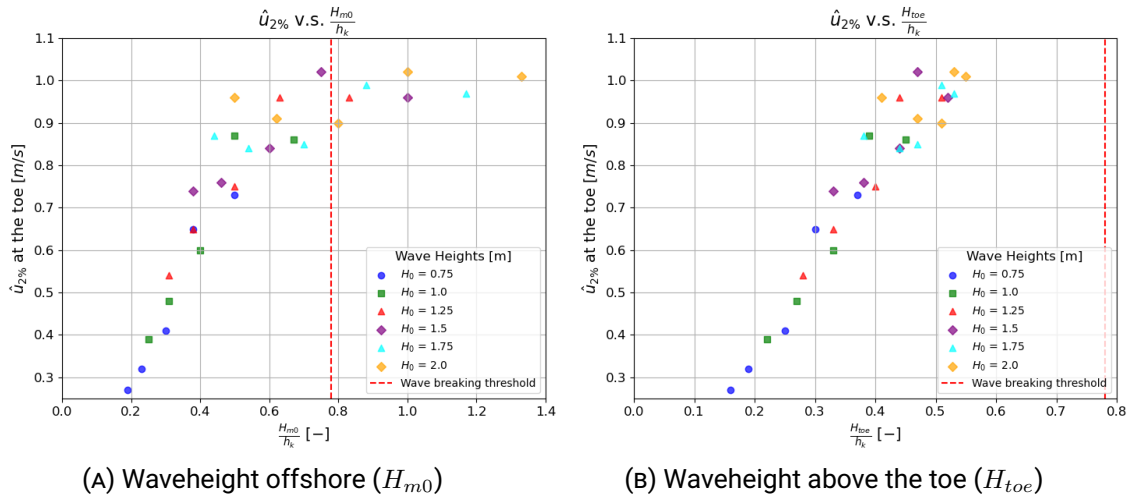 û2% v.s. Hm0/hk
1.1
1.0
0.9
0.8
0.7
0.6
0.5
0.4
0.3
û2% at the toe [m/s]
Wave Heights [m]
H0 = 0.75
H0 = 1.0
H0 = 1.25
H0 = 1.5
H0 = 1.75
H0 = 2.0
Wave breaking threshold
0.0 0.2 0.4 0.6 0.8 1.0 1.2 1.4
Hm0/hk [−]
(A) Waveheight offshore (Hm0)
û2% v.s. Htoe/hk
1.1
1.0
0.9
0.8
0.7
0.6
0.5
0.4
0.3
û2% at the toe [m/s]
Wave Heights [m]
H0 = 0.75
H0 = 1.0
H0 = 1.25
H0 = 1.5
H0 = 1.75
H0 = 2.0
Wave breaking threshold
0.0 0.2 0.3 0.4 0.5 0.6 0.7 0.8
Htoe/hk [−]
(B) Waveheight above the toe (Htoe)